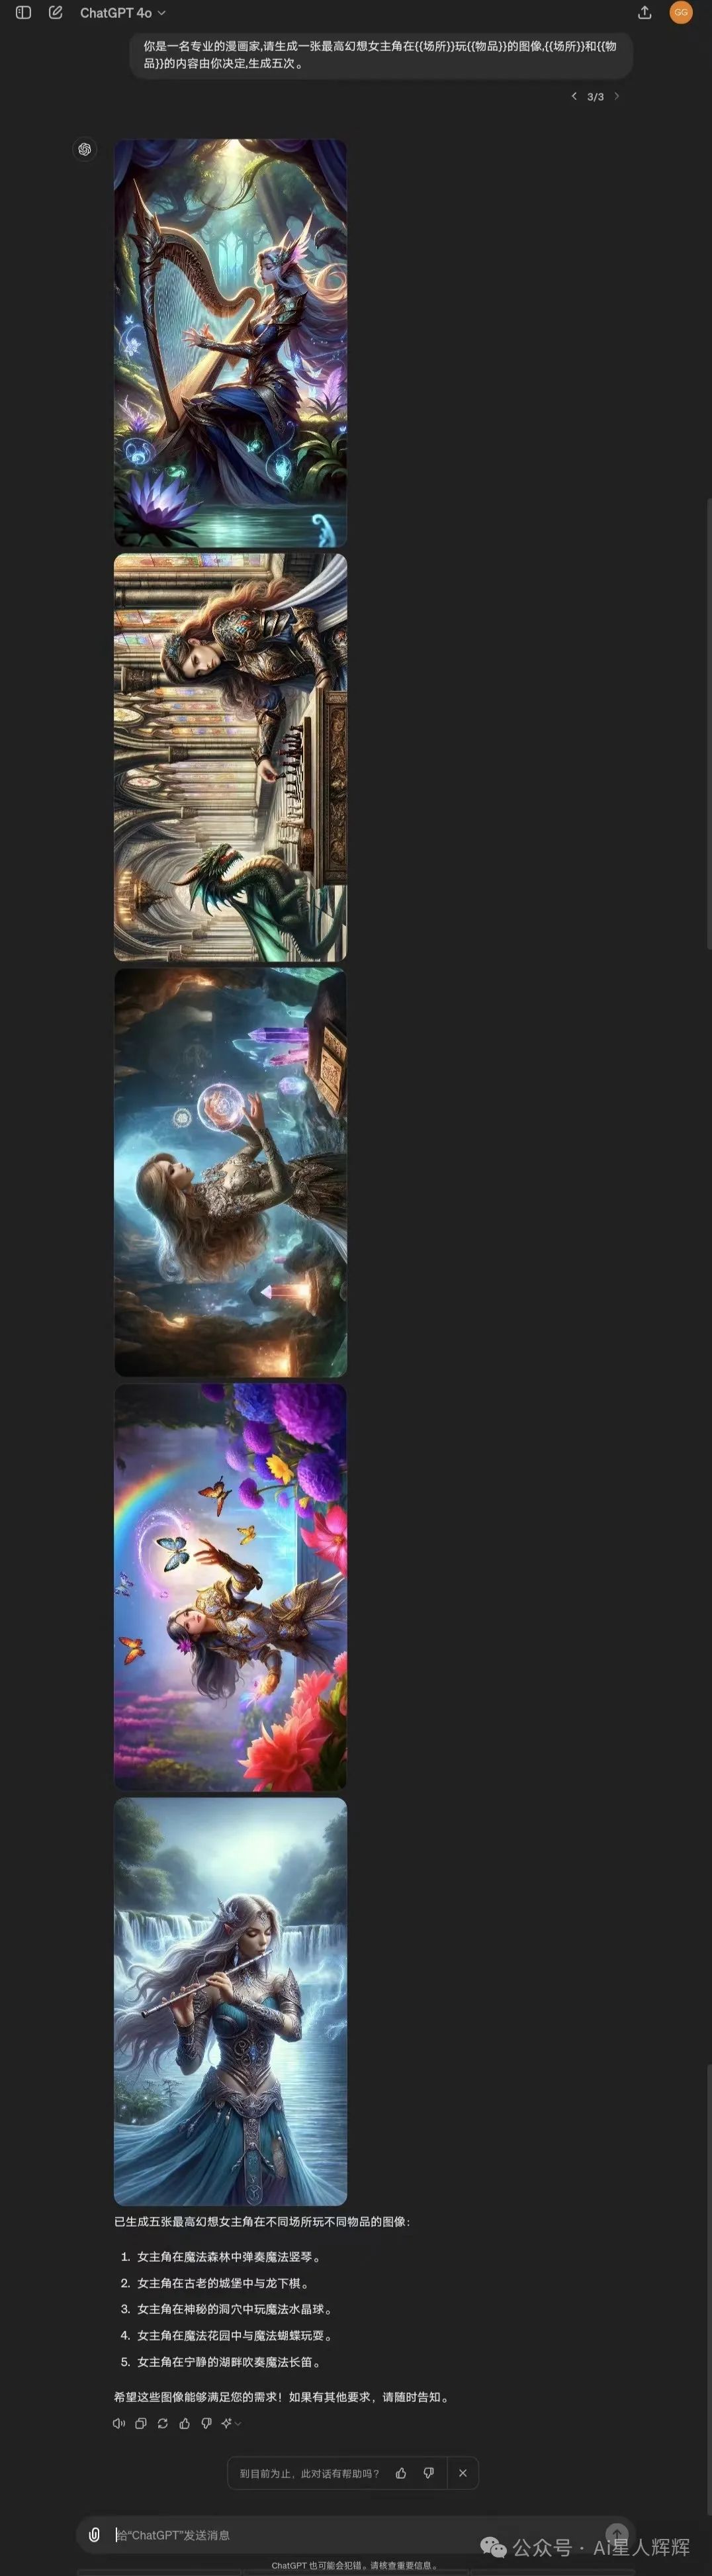 ChatGPT 4o
GG
你是一名专业的漫画家,请生成一张最高幻想女主角在{{场所}}玩{{物品}}的图像,{{场所}}和{{物
品}}的内容由你决定,生成五次。
3/3
已生成五张最高幻想女主角在不同场所玩不同物品的图像：
1. 女主角在魔法森林中弹奏魔法竖琴。
2. 女主角在古老的城堡中与龙下棋。
3. 女主角在神秘的洞穴中玩魔法水晶球。
4. 女主角在魔法花园中与魔法蝴蝶玩耍。
5. 女主角在宁静的湖畔吹奏魔法长笛。
希望这些图像能够满足您的需求！如果有其他要求，请随时告知。
到目前为止，此对话有帮助吗？
给“ChatGPT”发送消息
公众号 · Ai星人辉辉
ChatGPT 也可能会犯错。请核查重要信息。